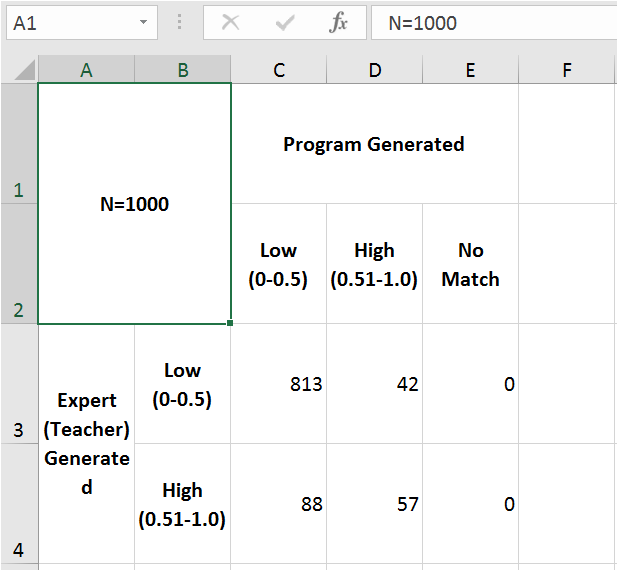 A1 fx N=1000
A B C D E F
1 N=1000 Program Generated
2 Low
(0-0.5)
High
(0.51-1.0)
No
Match
3 Expert
(Teacher)
Generate
d
Low
(0-0.5)
813 42 0
4 High
(0.51-1.0)
88 57 0